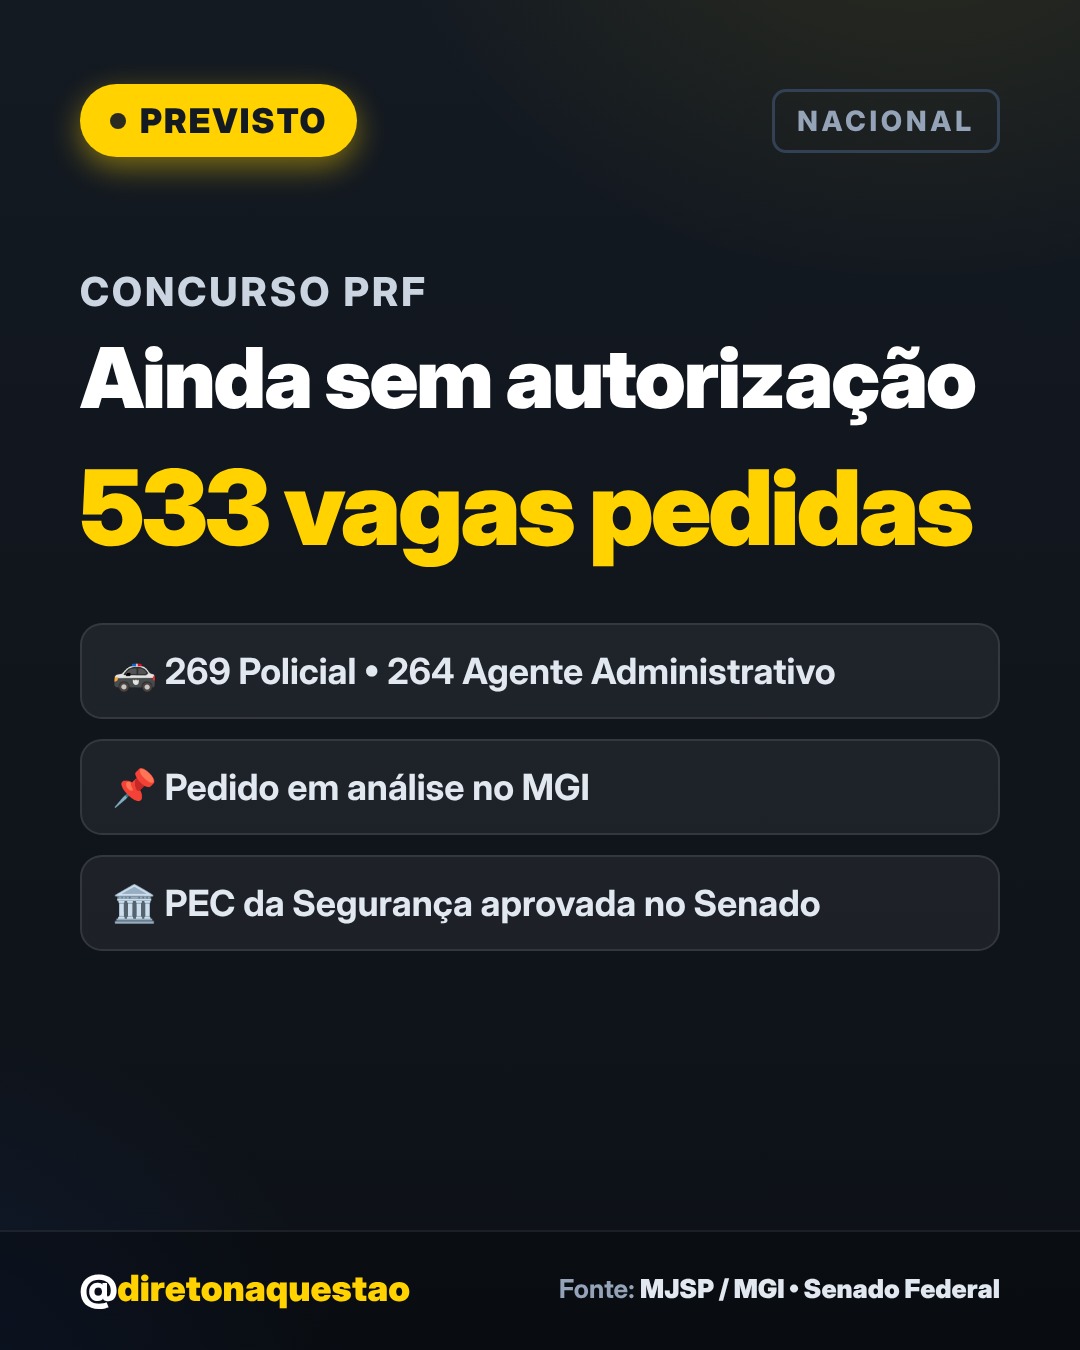 PREVISTO
NACIONAL
CONCURSO PRF
Ainda sem autorização
533 vagas pedidas
269 Policial • 264 Agente Administrativo
Pedido em análise no MGI
PEC da Segurança aprovada no Senado
@diretonaquestao
Fonte: MJSP / MGI • Senado Federal